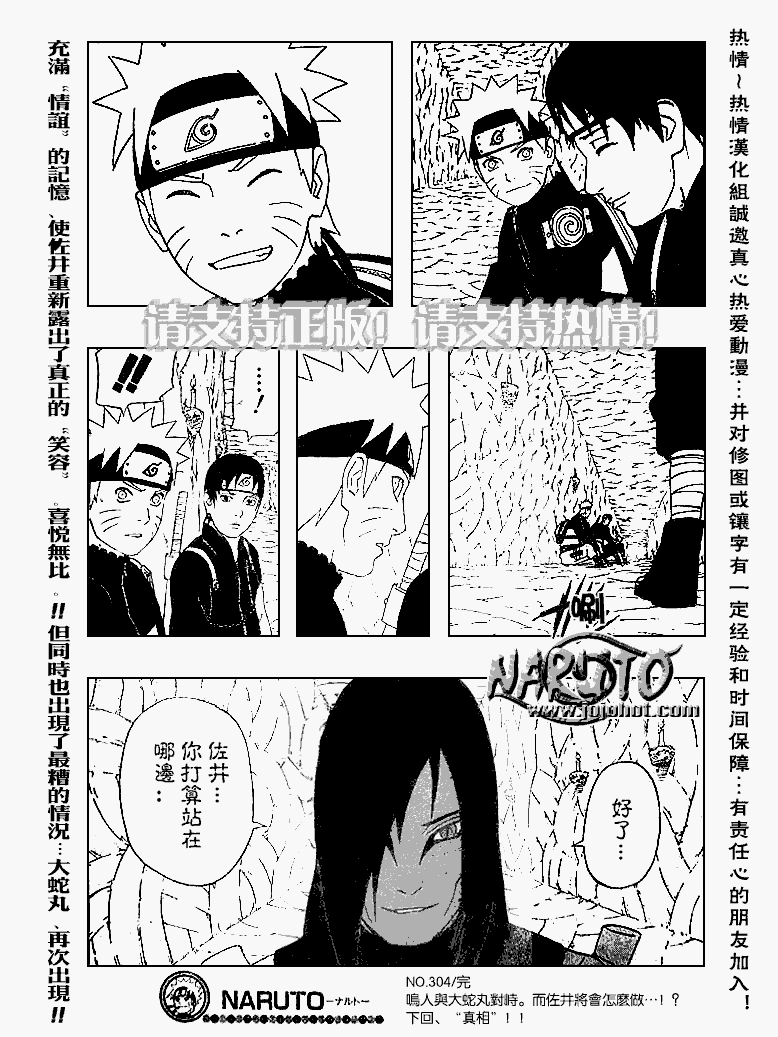 热情~热情漢化組誠邀真心热爱動漫…并对修图或镶字有一定经验和时间保障…有责任心的朋友加入!
请支持正版! 请支持热情!
…!
!!
NARUTO
www.jojohot.com
好了…
佐井…
你打算站在
哪邊…
充滿“情誼”的記憶、使佐井重新露出了真正的“笑容”。喜悦無比。!!但同時也出現了最糟的情況…大蛇丸、再次出現!!
NARUTO —ナルト—
NO.304/完
鳴人與大蛇丸對峙。而佐井將會怎麼做…!?
下回、“真相”!!